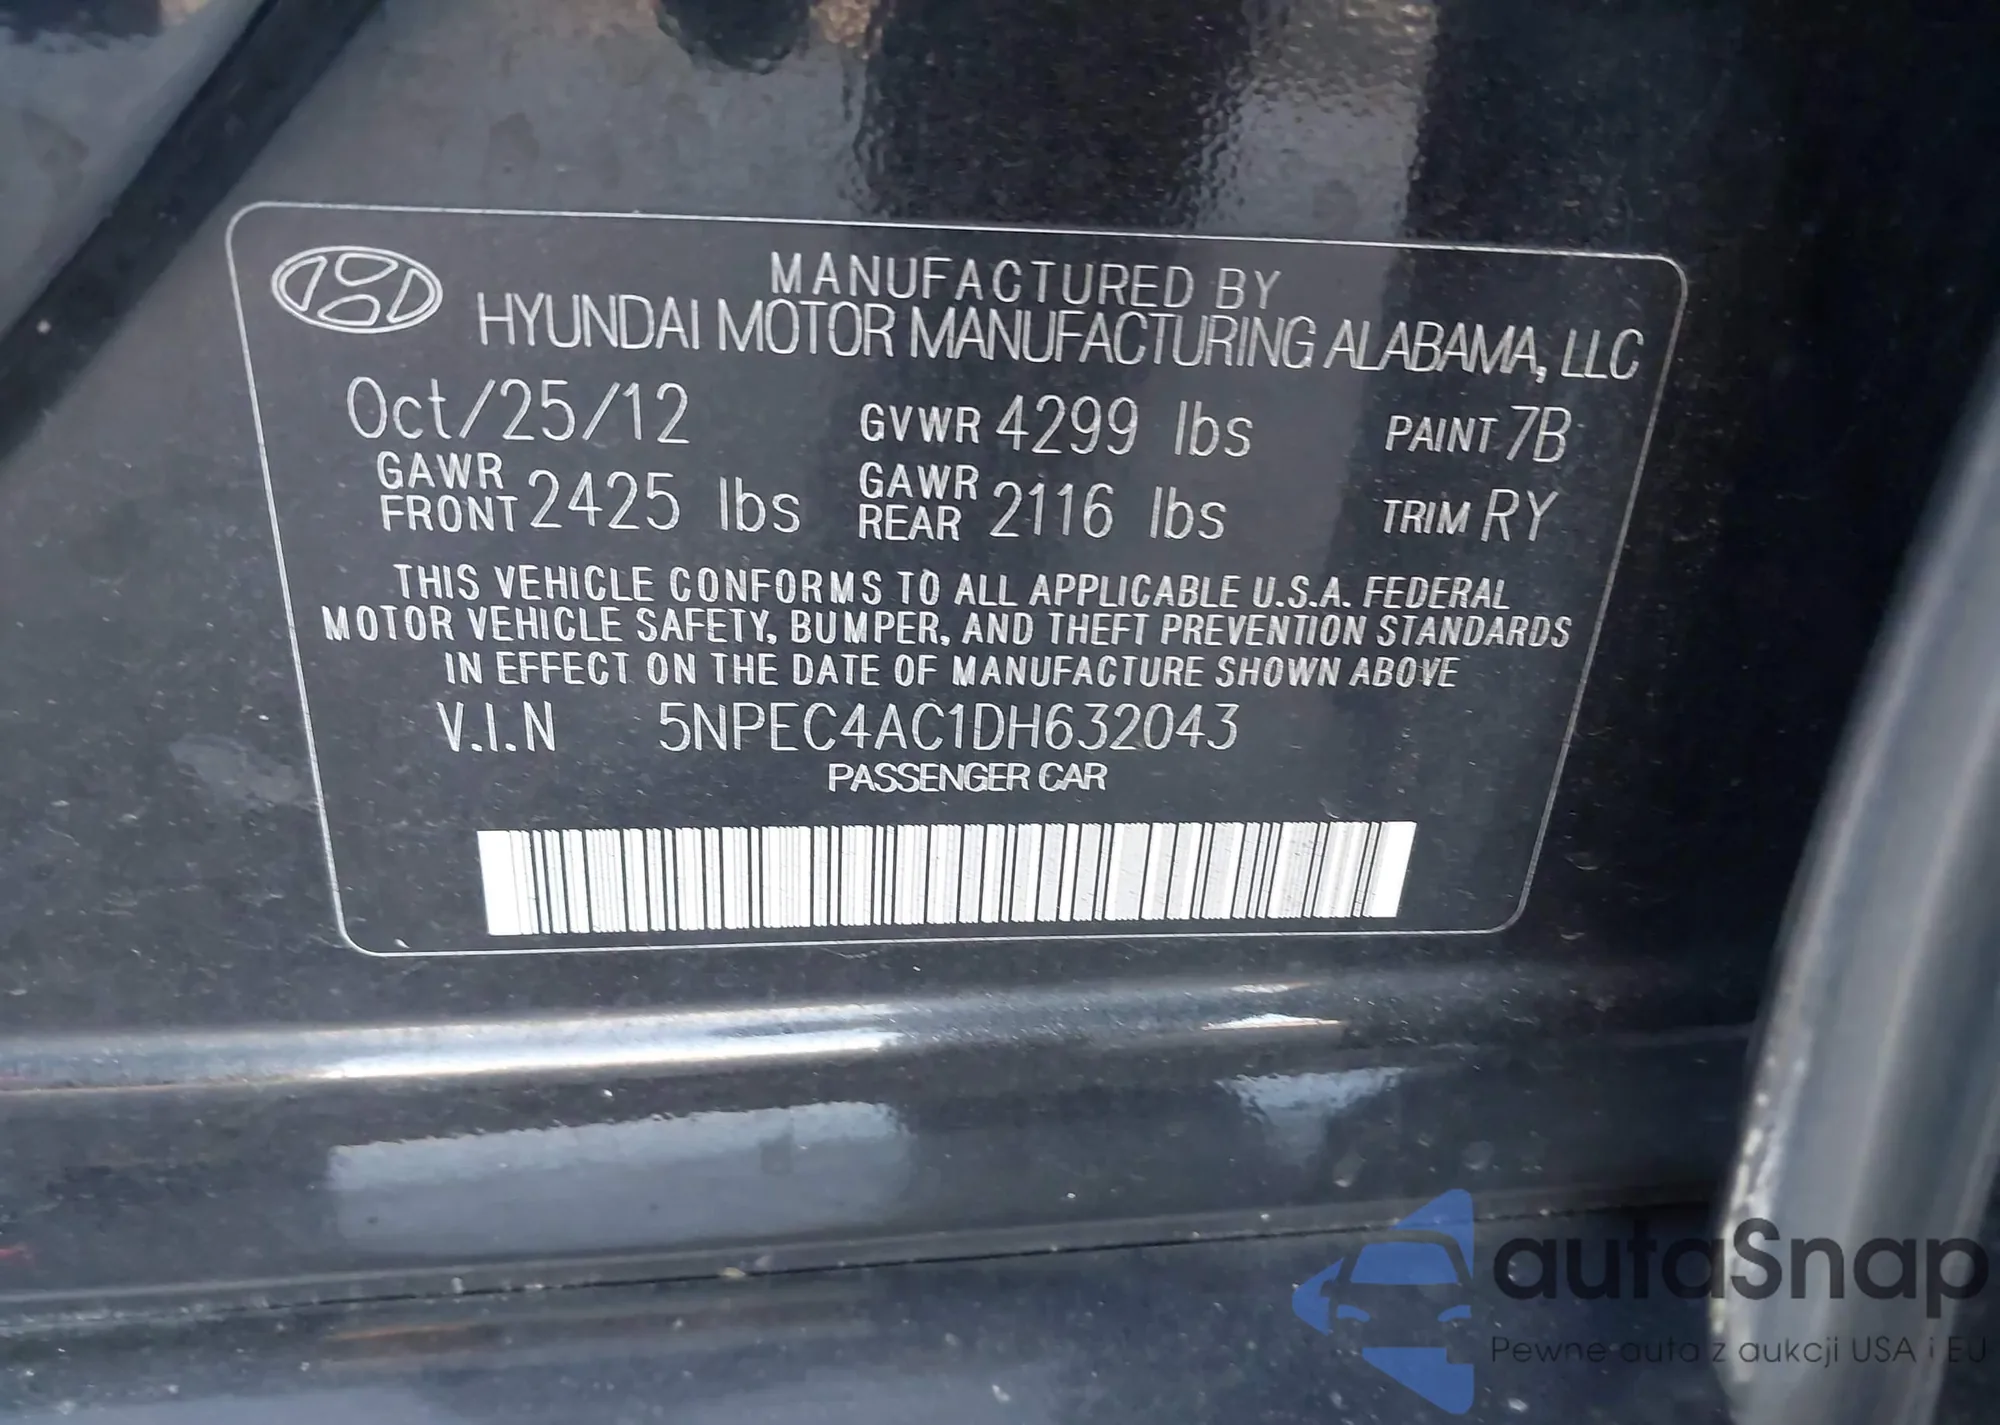 MANUFACTURED BY
HYUNDAI MOTOR MANUFACTURING ALABAMA, LLC
Oct/25/12 GVWR 4299 lbs PAINT 7B
GAWR FRONT 2425 lbs GAWR REAR 2116 lbs TRIM RY
THIS VEHICLE CONFORMS TO ALL APPLICABLE U.S.A. FEDERAL
MOTOR VEHICLE SAFETY, BUMPER, AND THEFT PREVENTION STANDARDS
IN EFFECT ON THE DATE OF MANUFACTURE SHOWN ABOVE
V.I.N 5NPEC4AC1DH632043
PASSENGER CAR
autaSnap
Pewne auta z aukcji USA i EU